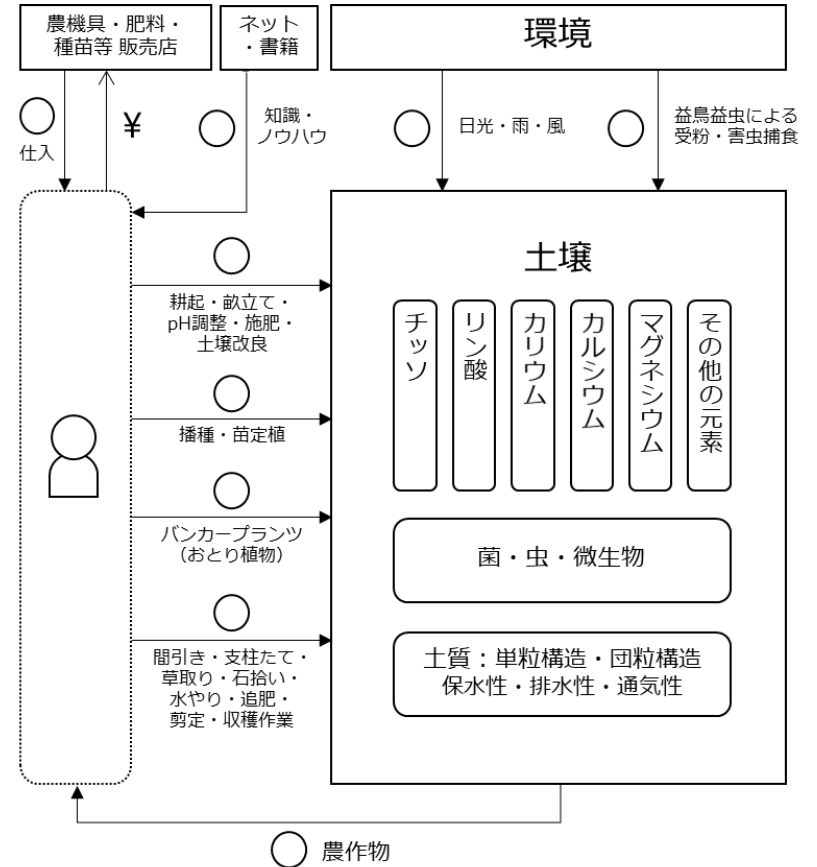 農機具・肥料・
種苗等 販売店
ネット
・書籍
環境
仕入
¥
知識・
ノウハウ
日光・雨・風
益鳥益虫による
受粉・害虫捕食
土壌
耕起・畝立て・
pH調整・施肥・
土壌改良
播種・苗定植
バンカープランツ
（おとり植物）
間引き・支柱たて・
草取り・石拾い・
水やり・追肥・
剪定・収穫作業
チッソ
リン酸
カリウム
カルシウム
マグネシウム
その他の元素
菌・虫・微生物
土質：単粒構造・団粒構造
保水性・排水性・通気性
農作物